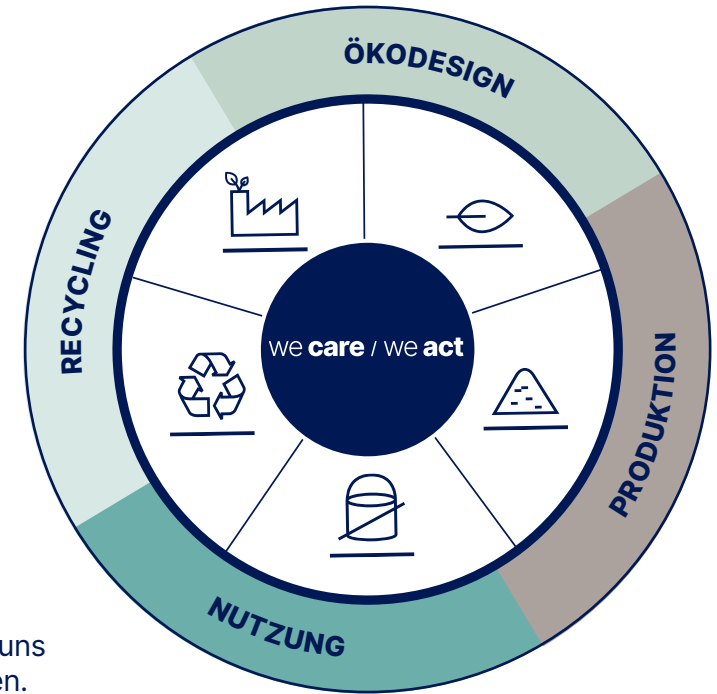 ÖKODESIGN
RECYCLING
we care / we act
PRODUKTION
NUTZUNG
uns
en.